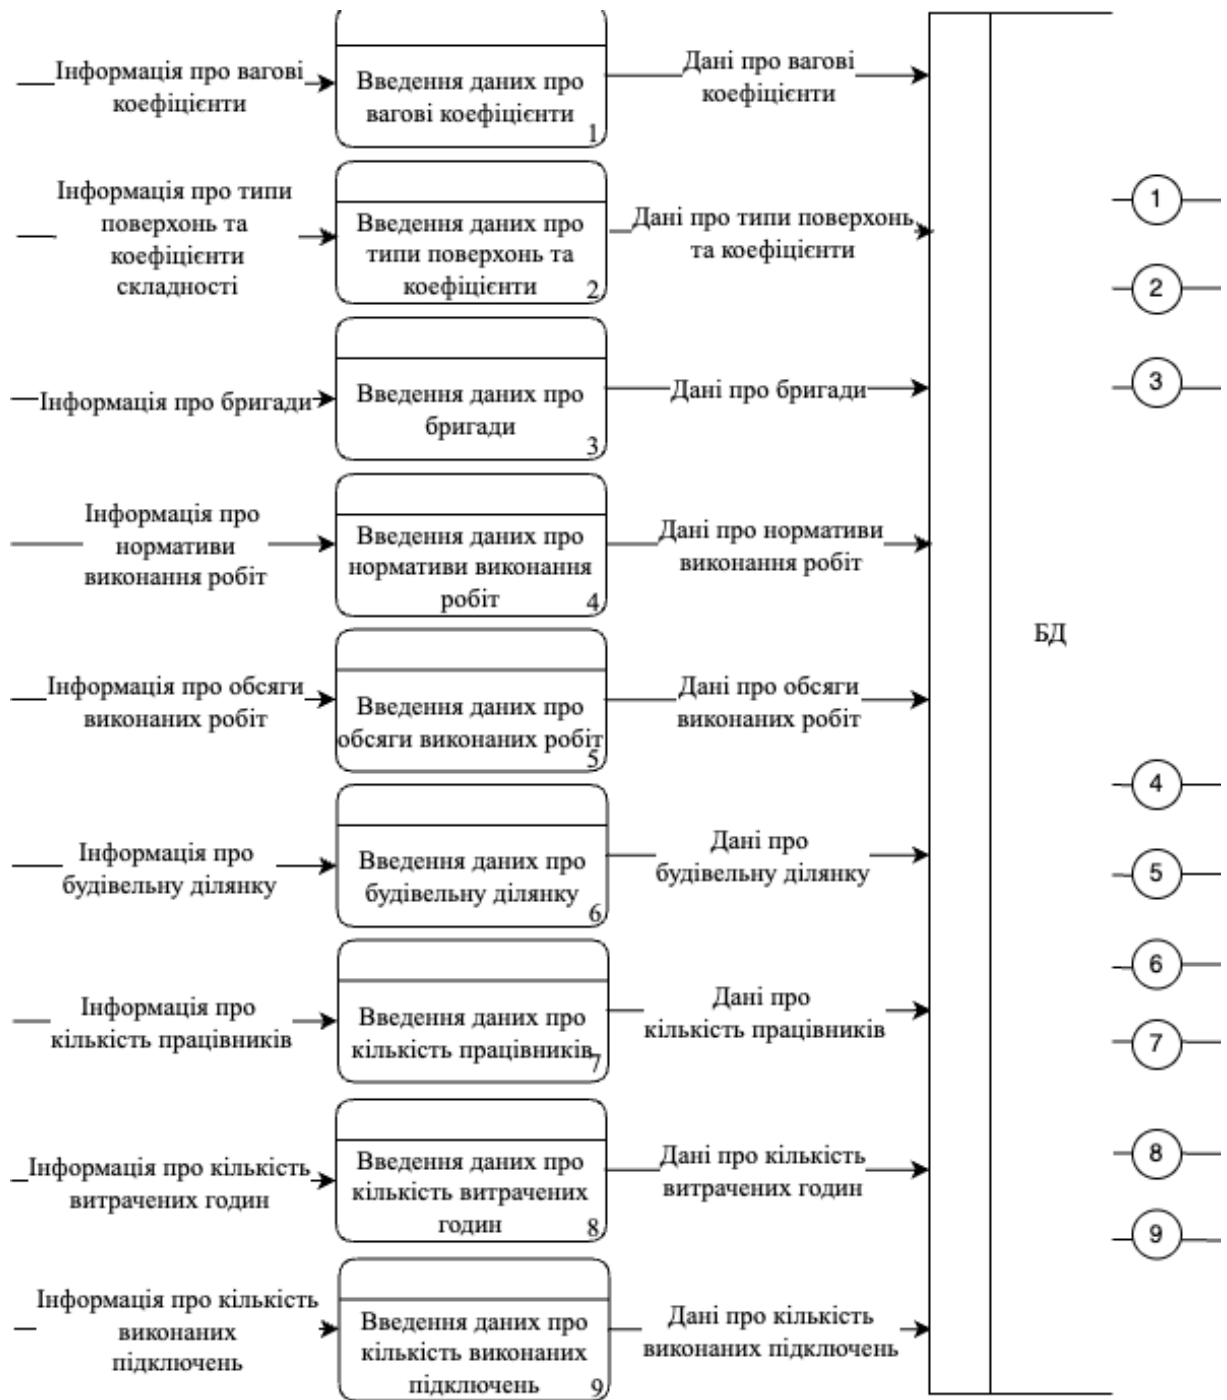 Інформація про вагові
коефіцієнти
Введення даних про
вагові коефіцієнти
1
Дані про вагові
коефіцієнти
Інформація про типи
поверхонь та
коефіцієнти
складності
Введення даних про
типи поверхонь та
коефіцієнти
2
Дані про типи поверхонь
та коефіцієнти
Інформація про бригади
Введення даних про
бригади
3
Дані про бригади
Інформація про
нормативи
виконання робіт
Введення даних про
нормативи виконання
робіт
4
Дані про нормативи
виконання робіт
Інформація про обсяги
виконаних робіт
Введення даних про
обсяги виконаних робіт
5
Дані про обсяги
виконаних робіт
Інформація про
будівельну ділянку
Введення даних про
будівельну ділянку
6
Дані про
будівельну ділянку
Інформація про
кількість працівників
Введення даних про
кількість працівників
7
Дані про
кількість працівників
Інформація про кількість
витрачених годин
Введення даних про
кількість витрачених
годин
8
Дані про кількість
витрачених годин
Інформація про кількість
виконаних
підключень
Введення даних про
кількість виконаних
підключень
9
Дані про кількість
виконаних підключень
БД
1
2
3
4
5
6
7
8
9